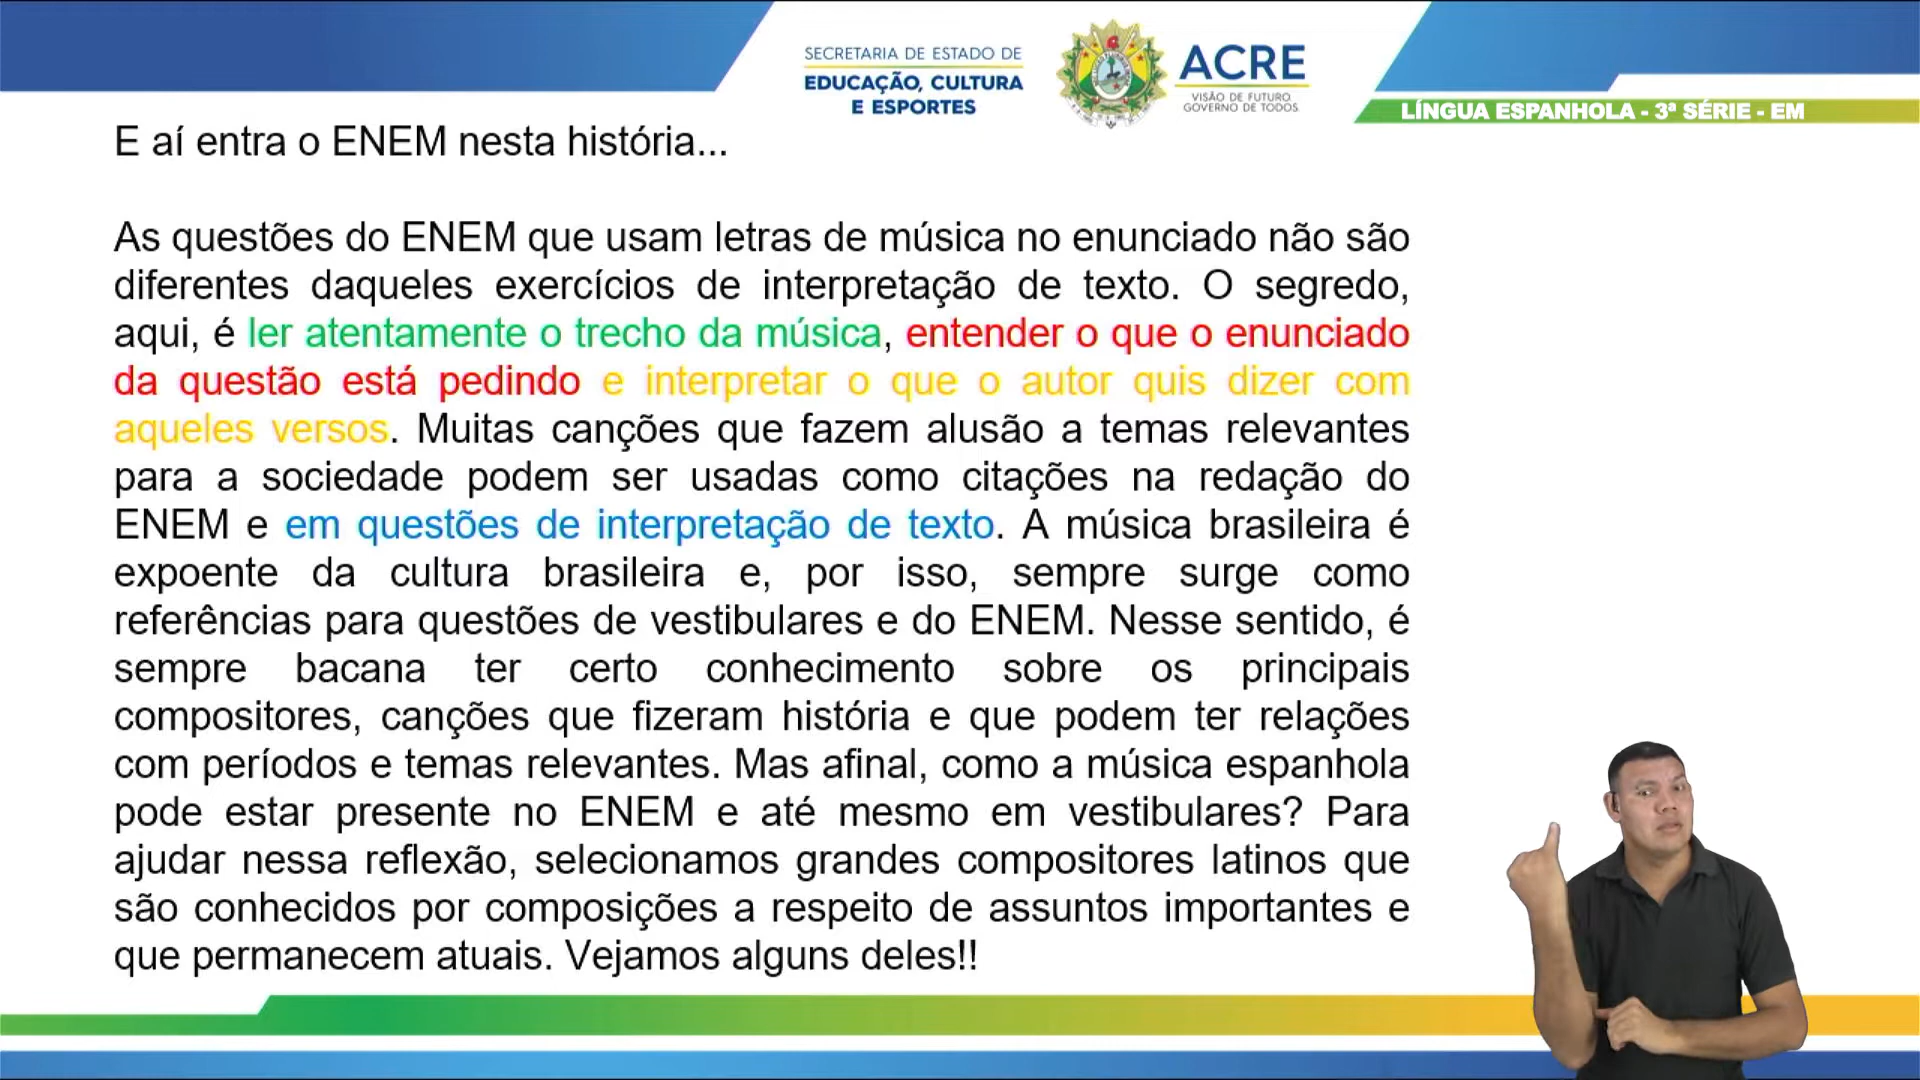 SECRETARIA DE ESTADO DE
EDUCAÇÃO, CULTURA
E ESPORTES
ACRE
VISÃO DE FUTURO.
GOVERNO DE TODOS.
LÍNGUA ESPANHOLA - 3ª SÉRIE - EM
E aí entra o ENEM nesta história...
As questões do ENEM que usam letras de música no enunciado não são
diferentes daqueles exercícios de interpretação de texto. O segredo,
aqui, é ler atentamente o trecho da música, entender o que o enunciado
da questão está pedindo e interpretar o que o autor quis dizer com
aqueles versos. Muitas canções que fazem alusão a temas relevantes
para a sociedade podem ser usadas como citações na redação do
ENEM e em questões de interpretação de texto. A música brasileira é
expoente da cultura brasileira e, por isso, sempre surge como
referências para questões de vestibulares e do ENEM. Nesse sentido, é
sempre bacana ter certo conhecimento sobre os principais
compositores, canções que fizeram história e que podem ter relações
com períodos e temas relevantes. Mas afinal, como a música espanhola
pode estar presente no ENEM e até mesmo em vestibulares? Para
ajudar nessa reflexão, selecionamos grandes compositores latinos que
são conhecidos por composições a respeito de assuntos importantes e
que permanecem atuais. Vejamos alguns deles!!